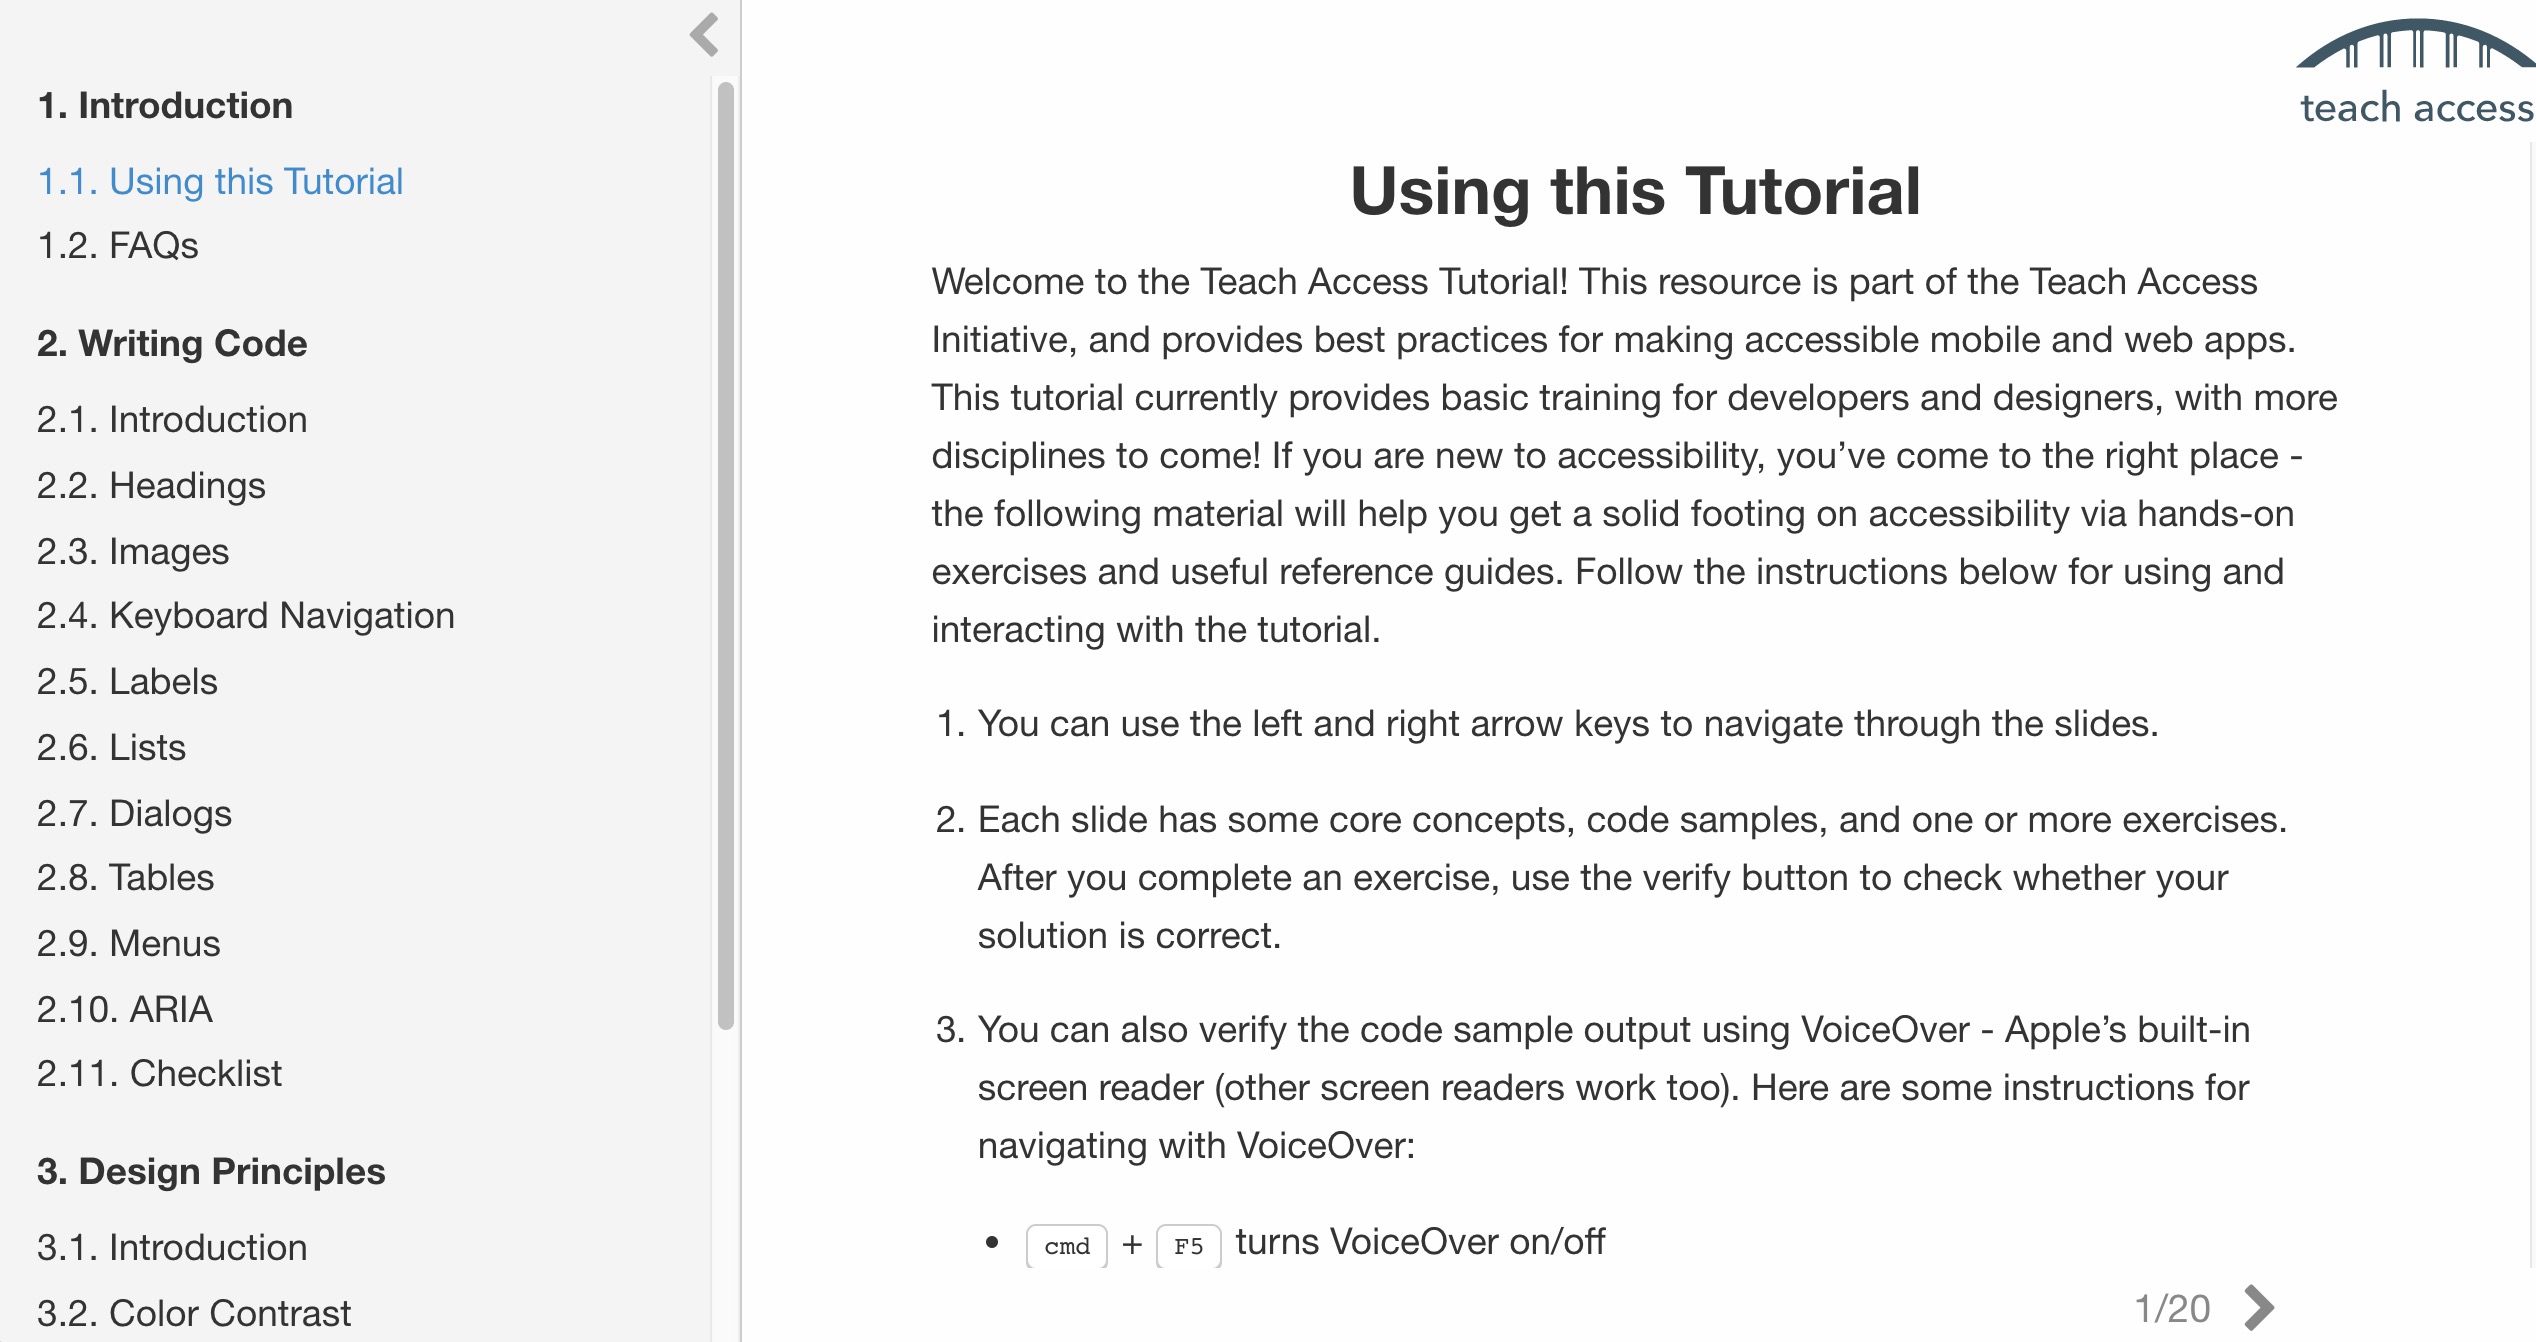 1. Introduction
1.1. Using this Tutorial
1.2. FAQs
2. Writing Code
2.1. Introduction
2.2. Headings
2.3. Images
2.4. Keyboard Navigation
2.5. Labels
2.6. Lists
2.7. Dialogs
2.8. Tables
2.9. Menus
2.10. ARIA
2.11. Checklist
3. Design Principles
3.1. Introduction
3.2. Color Contrast
teach access
Using this Tutorial
Welcome to the Teach Access Tutorial! This resource is part of the Teach Access
Initiative, and provides best practices for making accessible mobile and web apps.
This tutorial currently provides basic training for developers and designers, with more
disciplines to come! If you are new to accessibility, you’ve come to the right place -
the following material will help you get a solid footing on accessibility via hands-on
exercises and useful reference guides. Follow the instructions below for using and
interacting with the tutorial.
1. You can use the left and right arrow keys to navigate through the slides.
2. Each slide has some core concepts, code samples, and one or more exercises.
After you complete an exercise, use the verify button to check whether your
solution is correct.
3. You can also verify the code sample output using VoiceOver - Apple’s built-in
screen reader (other screen readers work too). Here are some instructions for
navigating with VoiceOver:
• cmd + F5 turns VoiceOver on/off
1/20